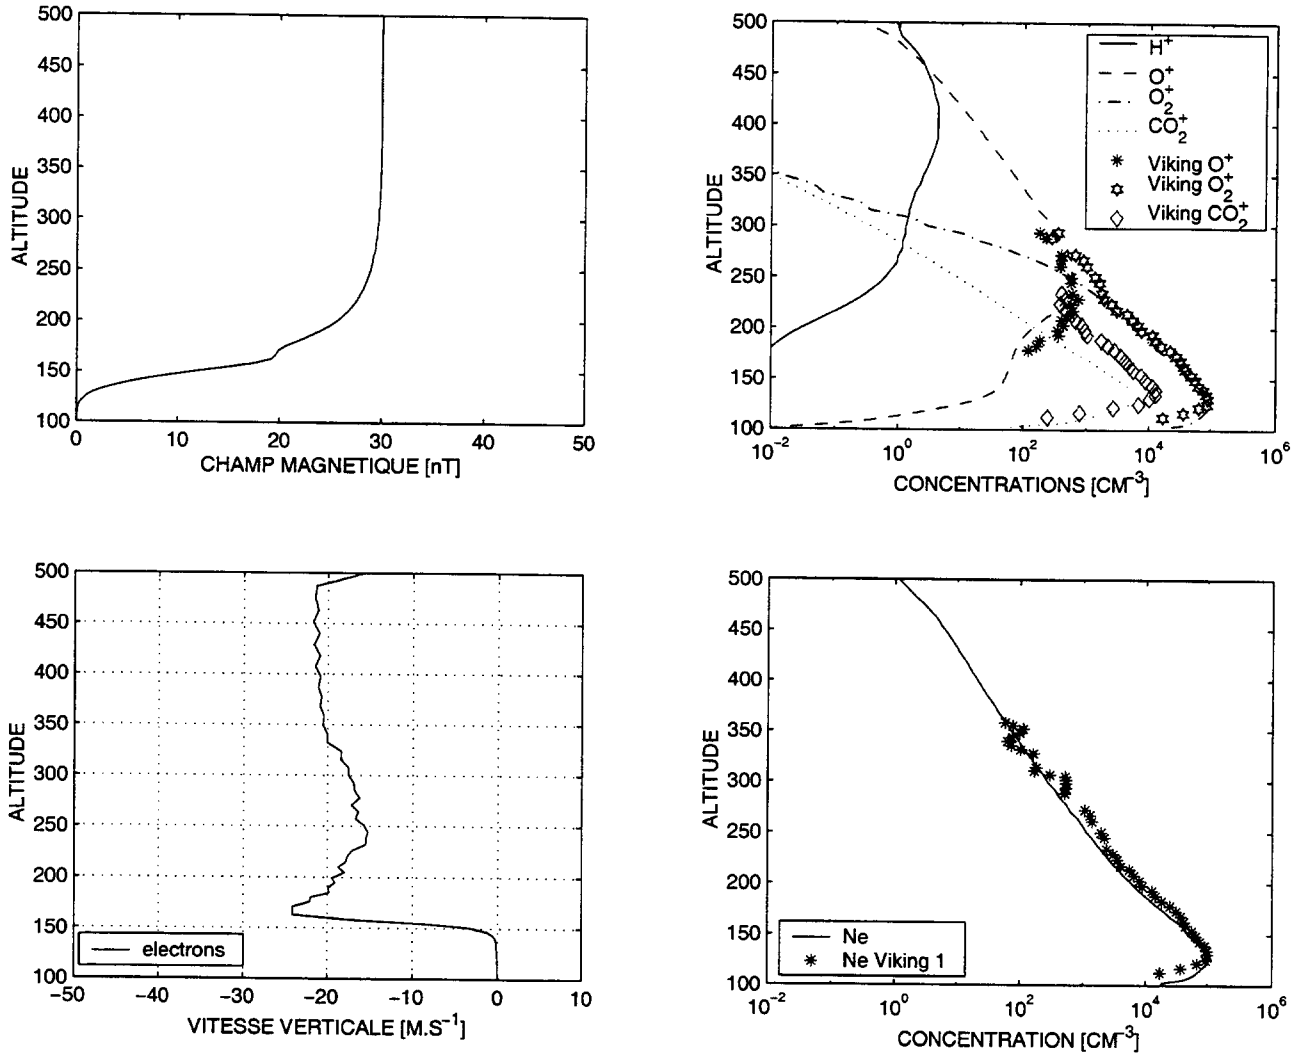 500
450
400
350
300
250
200
150
100
ALTITUDE
0 10 20 30 40 50
CHAMP MAGNETIQUE [nT]
500
450
400
350
300
250
200
150
100
ALTITUDE
H+
O+
O2+
CO2+
Viking O+
Viking O2+
Viking CO2+
10−2 100 102 104 106
CONCENTRATIONS [CM−3]
500
450
400
350
300
250
200
150
100
ALTITUDE
electrons
−50 −40 −30 −20 −10 0 10
VITESSE VERTICALE [M.S−1]
500
450
400
350
300
250
200
150
100
ALTITUDE
Ne
Ne Viking 1
10−2 100 102 104 106
CONCENTRATION [CM−3]